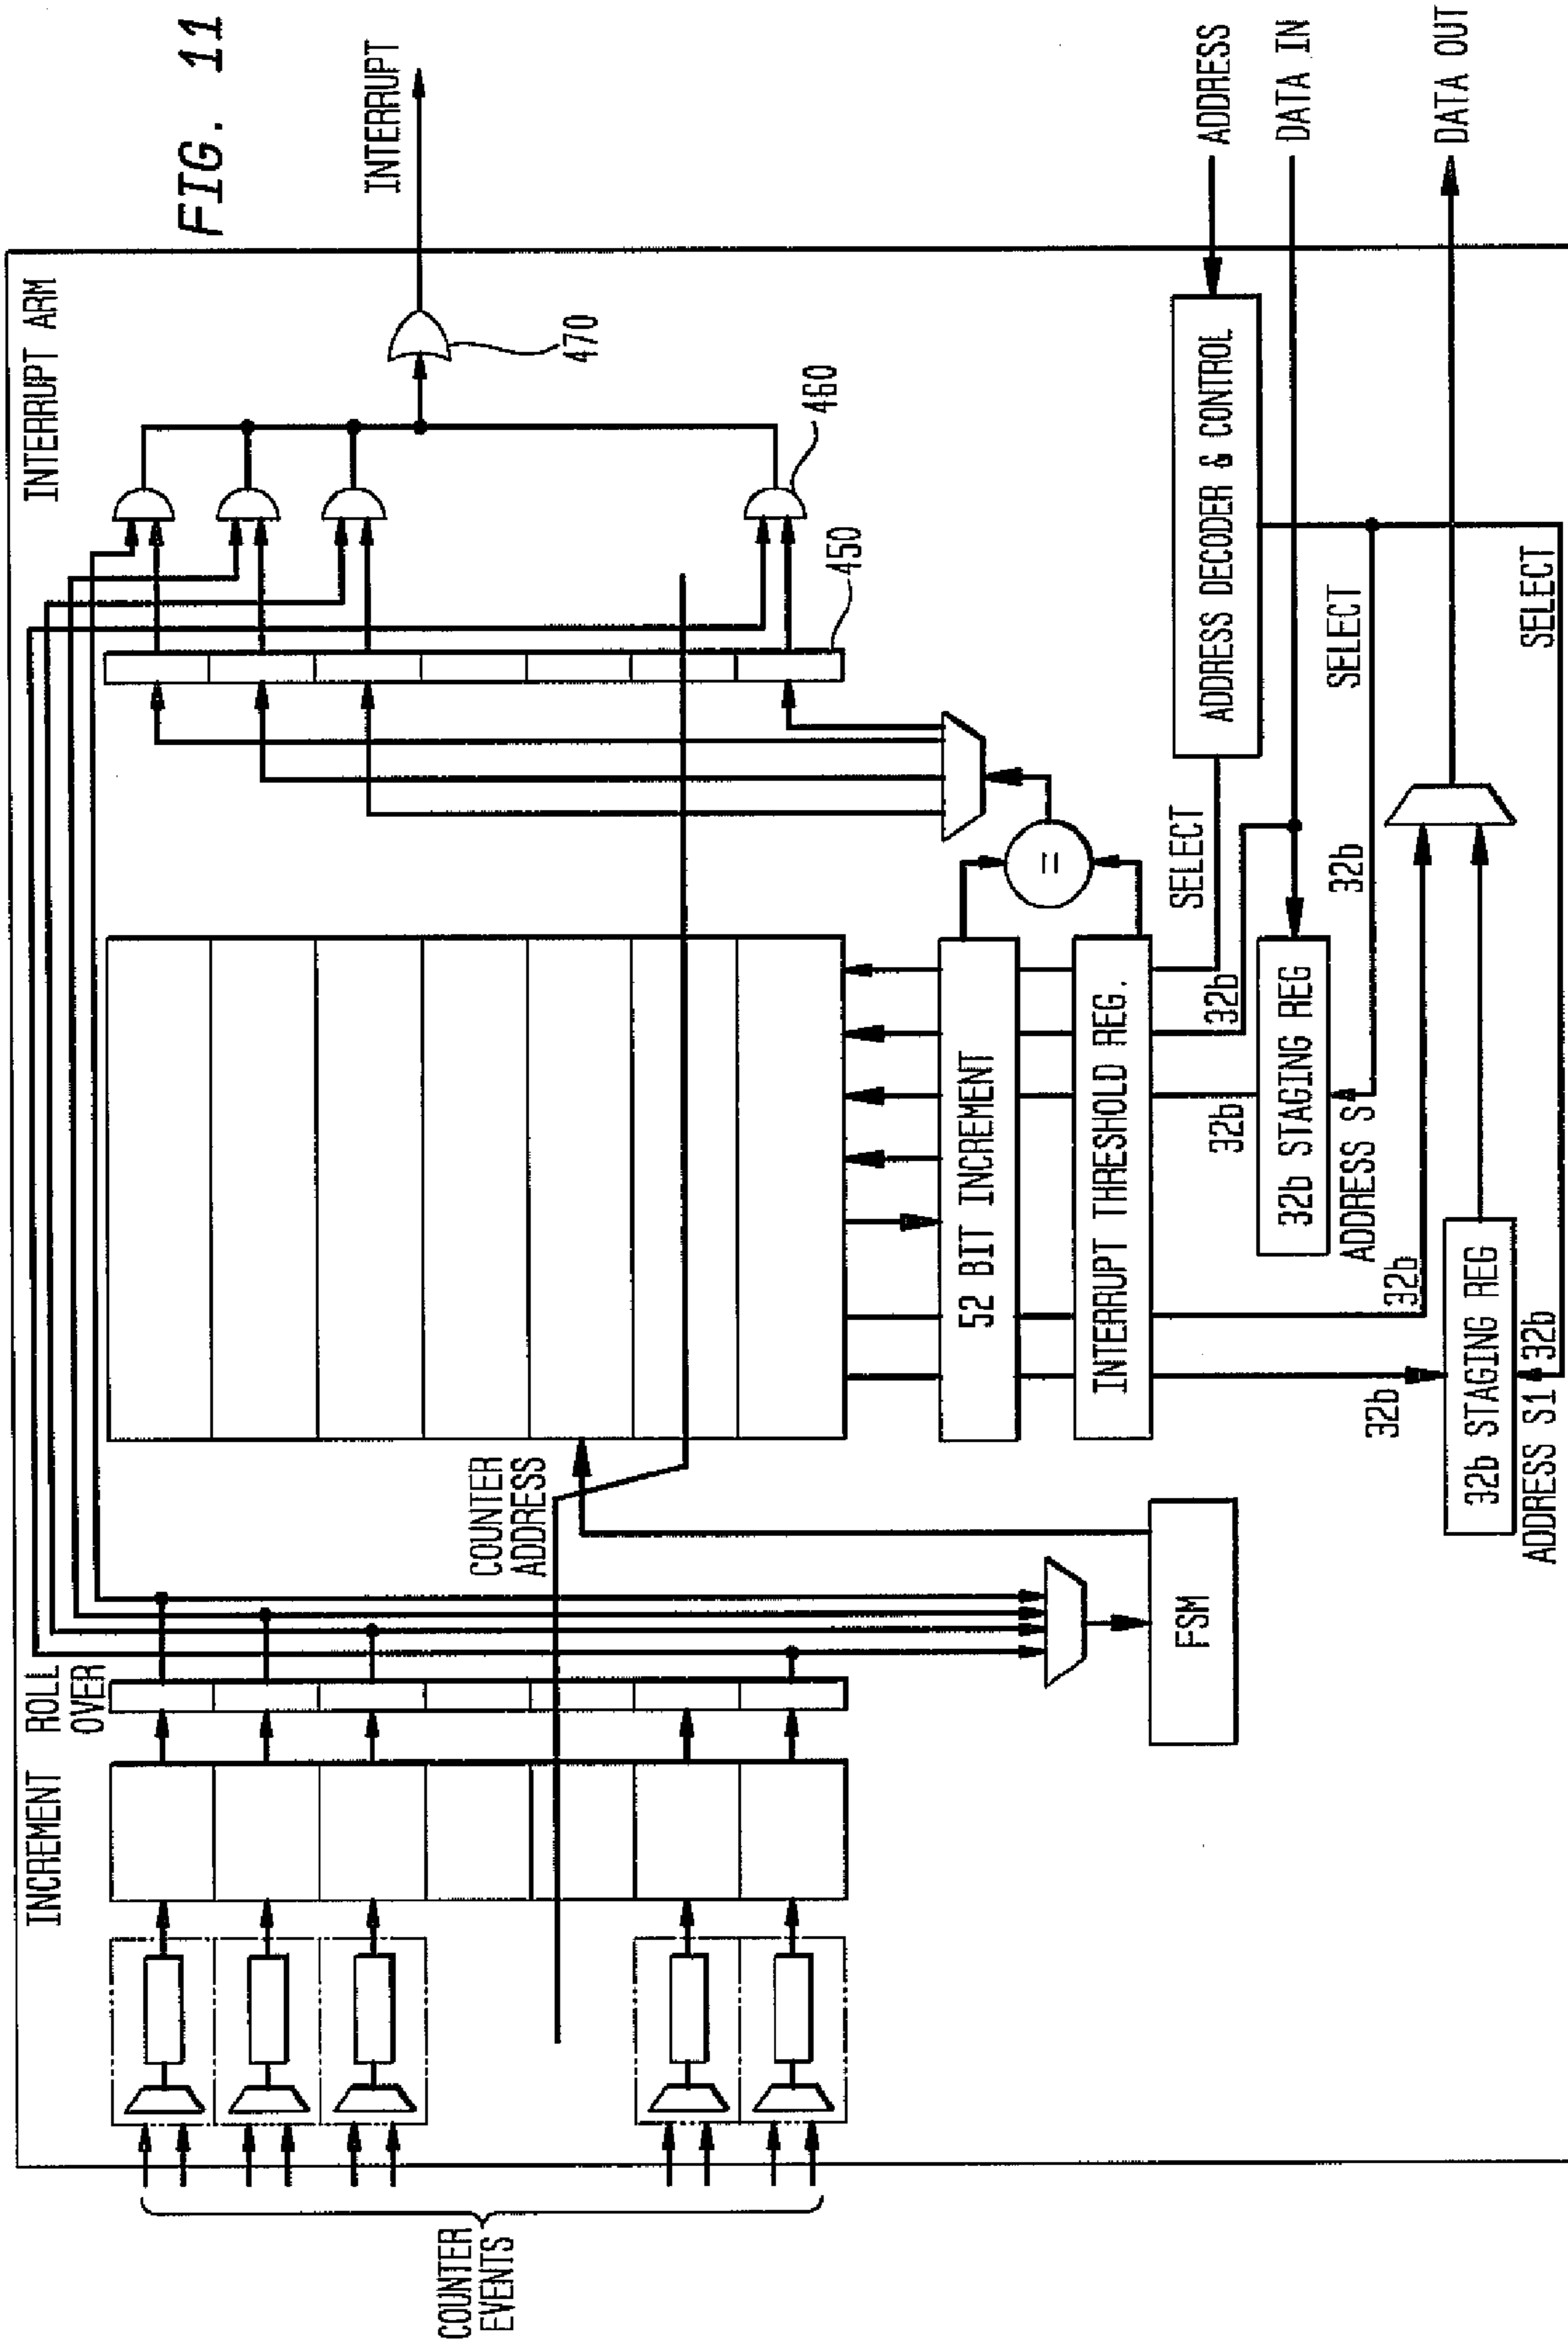 FIG. 11
INTERRUPT ARM
INTERRUPT
470
460
450
INCREMENT
ROLL
OVER
COUNTER
EVENTS
COUNTER
ADDRESS
52 BIT INCREMENT
INTERRUPT THRESHOLD REG.
=
FSM
ADDRESS DECODER & CONTROL
ADDRESS
DATA IN
DATA OUT
SELECT
SELECT
SELECT
32b
32b
32b
32b STAGING REG
ADDRESS S
32b
32b
32b STAGING REG
ADDRESS S1
32b